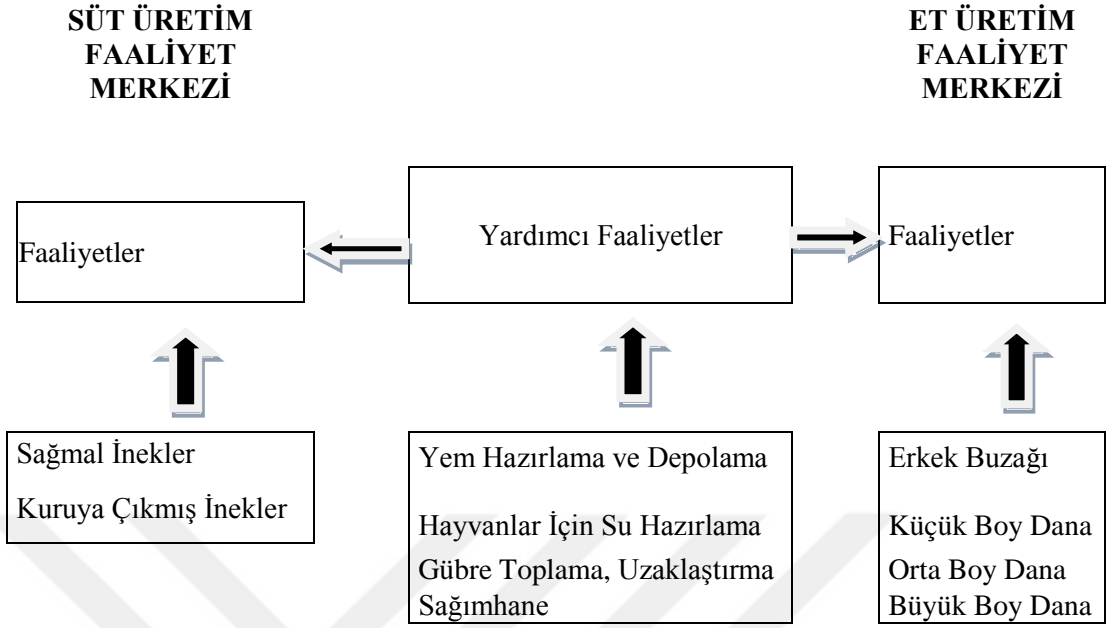 SÜT ÜRETİM
FAALİYET
MERKEZİ
ET ÜRETİM
FAALİYET
MERKEZİ
Faaliyetler
Yardımcı Faaliyetler
Faaliyetler
Sağmal İnekler
Kuruya Çıkmış İnekler
Yem Hazırlama ve Depolama
Hayvanlar İçin Su Hazırlama
Gübre Toplama, Uzaklaştırma
Sağımhane
Erkek Buzağı
Küçük Boy Dana
Orta Boy Dana
Büyük Boy Dana